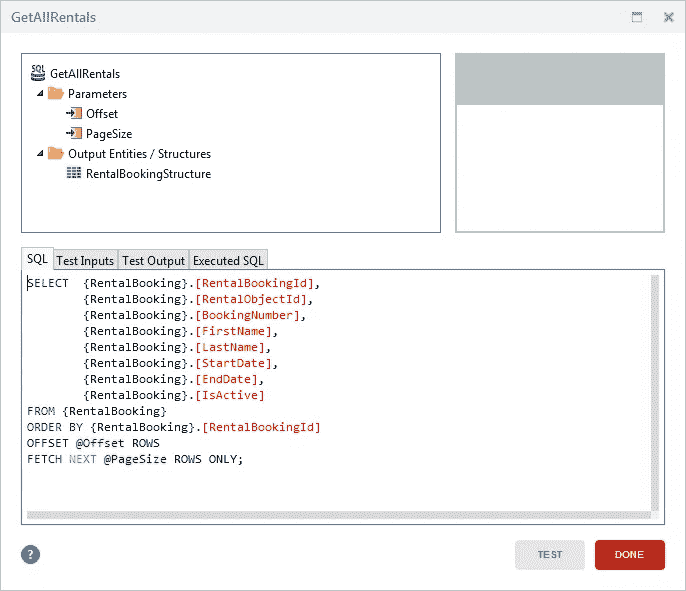 GetAllRentals
SQL
GetAllRentals
Parameters
Offset
PageSize
Output Entities / Structures
RentalBookingStructure
SQL Test Inputs Test Output Executed SQL
SELECT {RentalBooking}.[RentalBookingId],
{RentalBooking}.[RentalObjectId],
{RentalBooking}.[BookingNumber],
{RentalBooking}.[FirstName],
{RentalBooking}.[LastName],
{RentalBooking}.[StartDate],
{RentalBooking}.[EndDate],
{RentalBooking}.[IsActive]
FROM {RentalBooking}
ORDER BY {RentalBooking}.[RentalBookingId]
OFFSET @Offset ROWS
FETCH NEXT @PageSize ROWS ONLY;
? TEST DONE